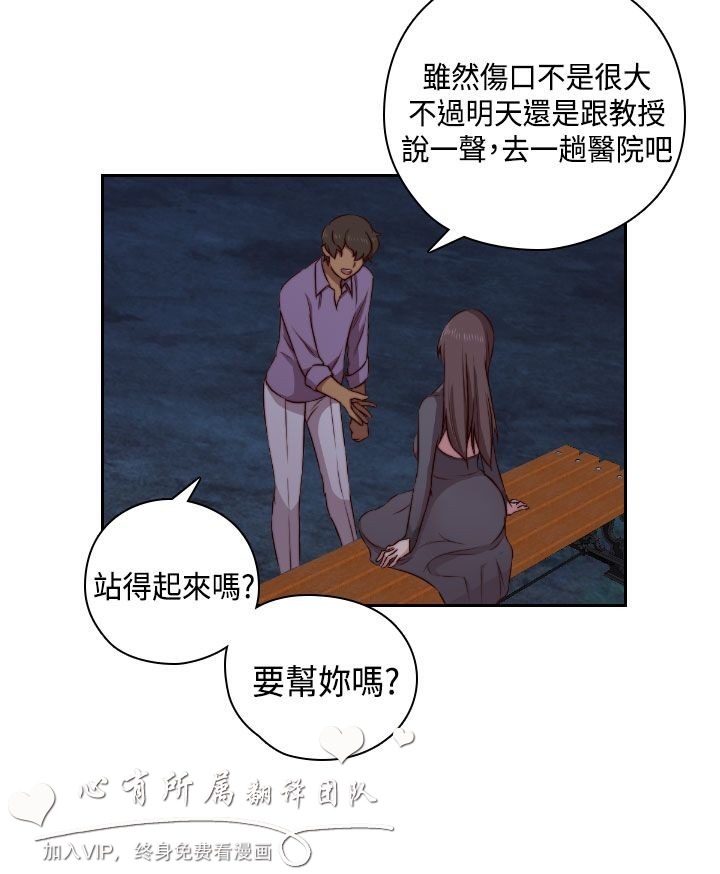 雖然傷口不是很大
不過明天還是跟教授
說一聲，去一趟醫院吧
站得起來嗎？
要幫妳嗎？
心有所属翻译团队
加入VIP，终身免费看漫画